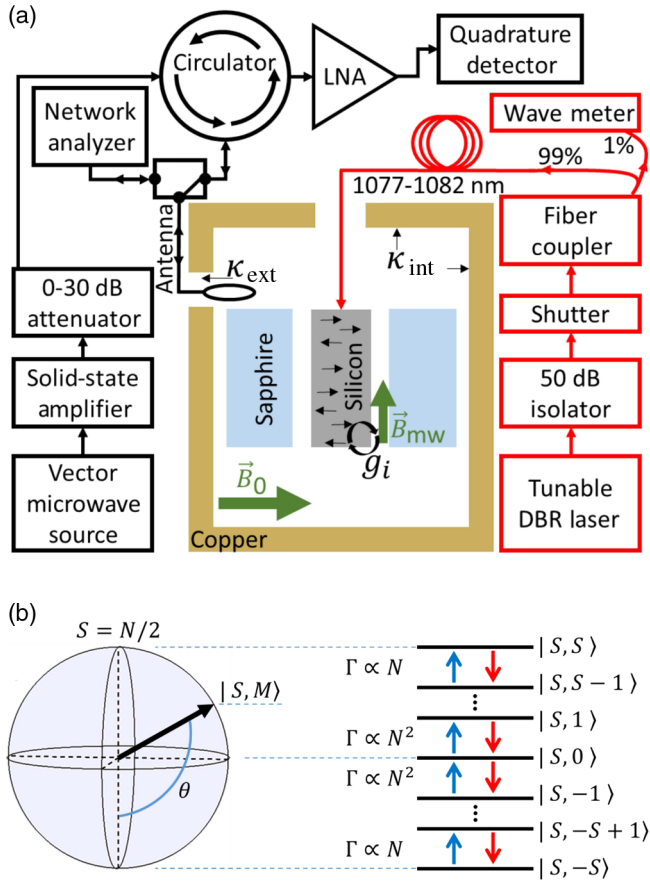 (a)
Circulator
LNA
Quadrature
detector
Network
analyzer
Wave meter
1%
99%
1077-1082 nm
Antenna
Fiber
coupler
κext
κint
0-30 dB
attenuator
Shutter
Sapphire
Silicon
Solid-state
amplifier
50 dB
isolator
B⃗mw
gi
B⃗0
Vector
microwave
source
Tunable
DBR laser
Copper
(b)
S = N/2
| S, M⟩
θ
Γ ∝ N
| S, S ⟩
| S, S − 1 ⟩
| S, 1 ⟩
Γ ∝ N²
| S, 0 ⟩
Γ ∝ N²
| S, −1 ⟩
| S, −S + 1⟩
Γ ∝ N
| S, −S⟩